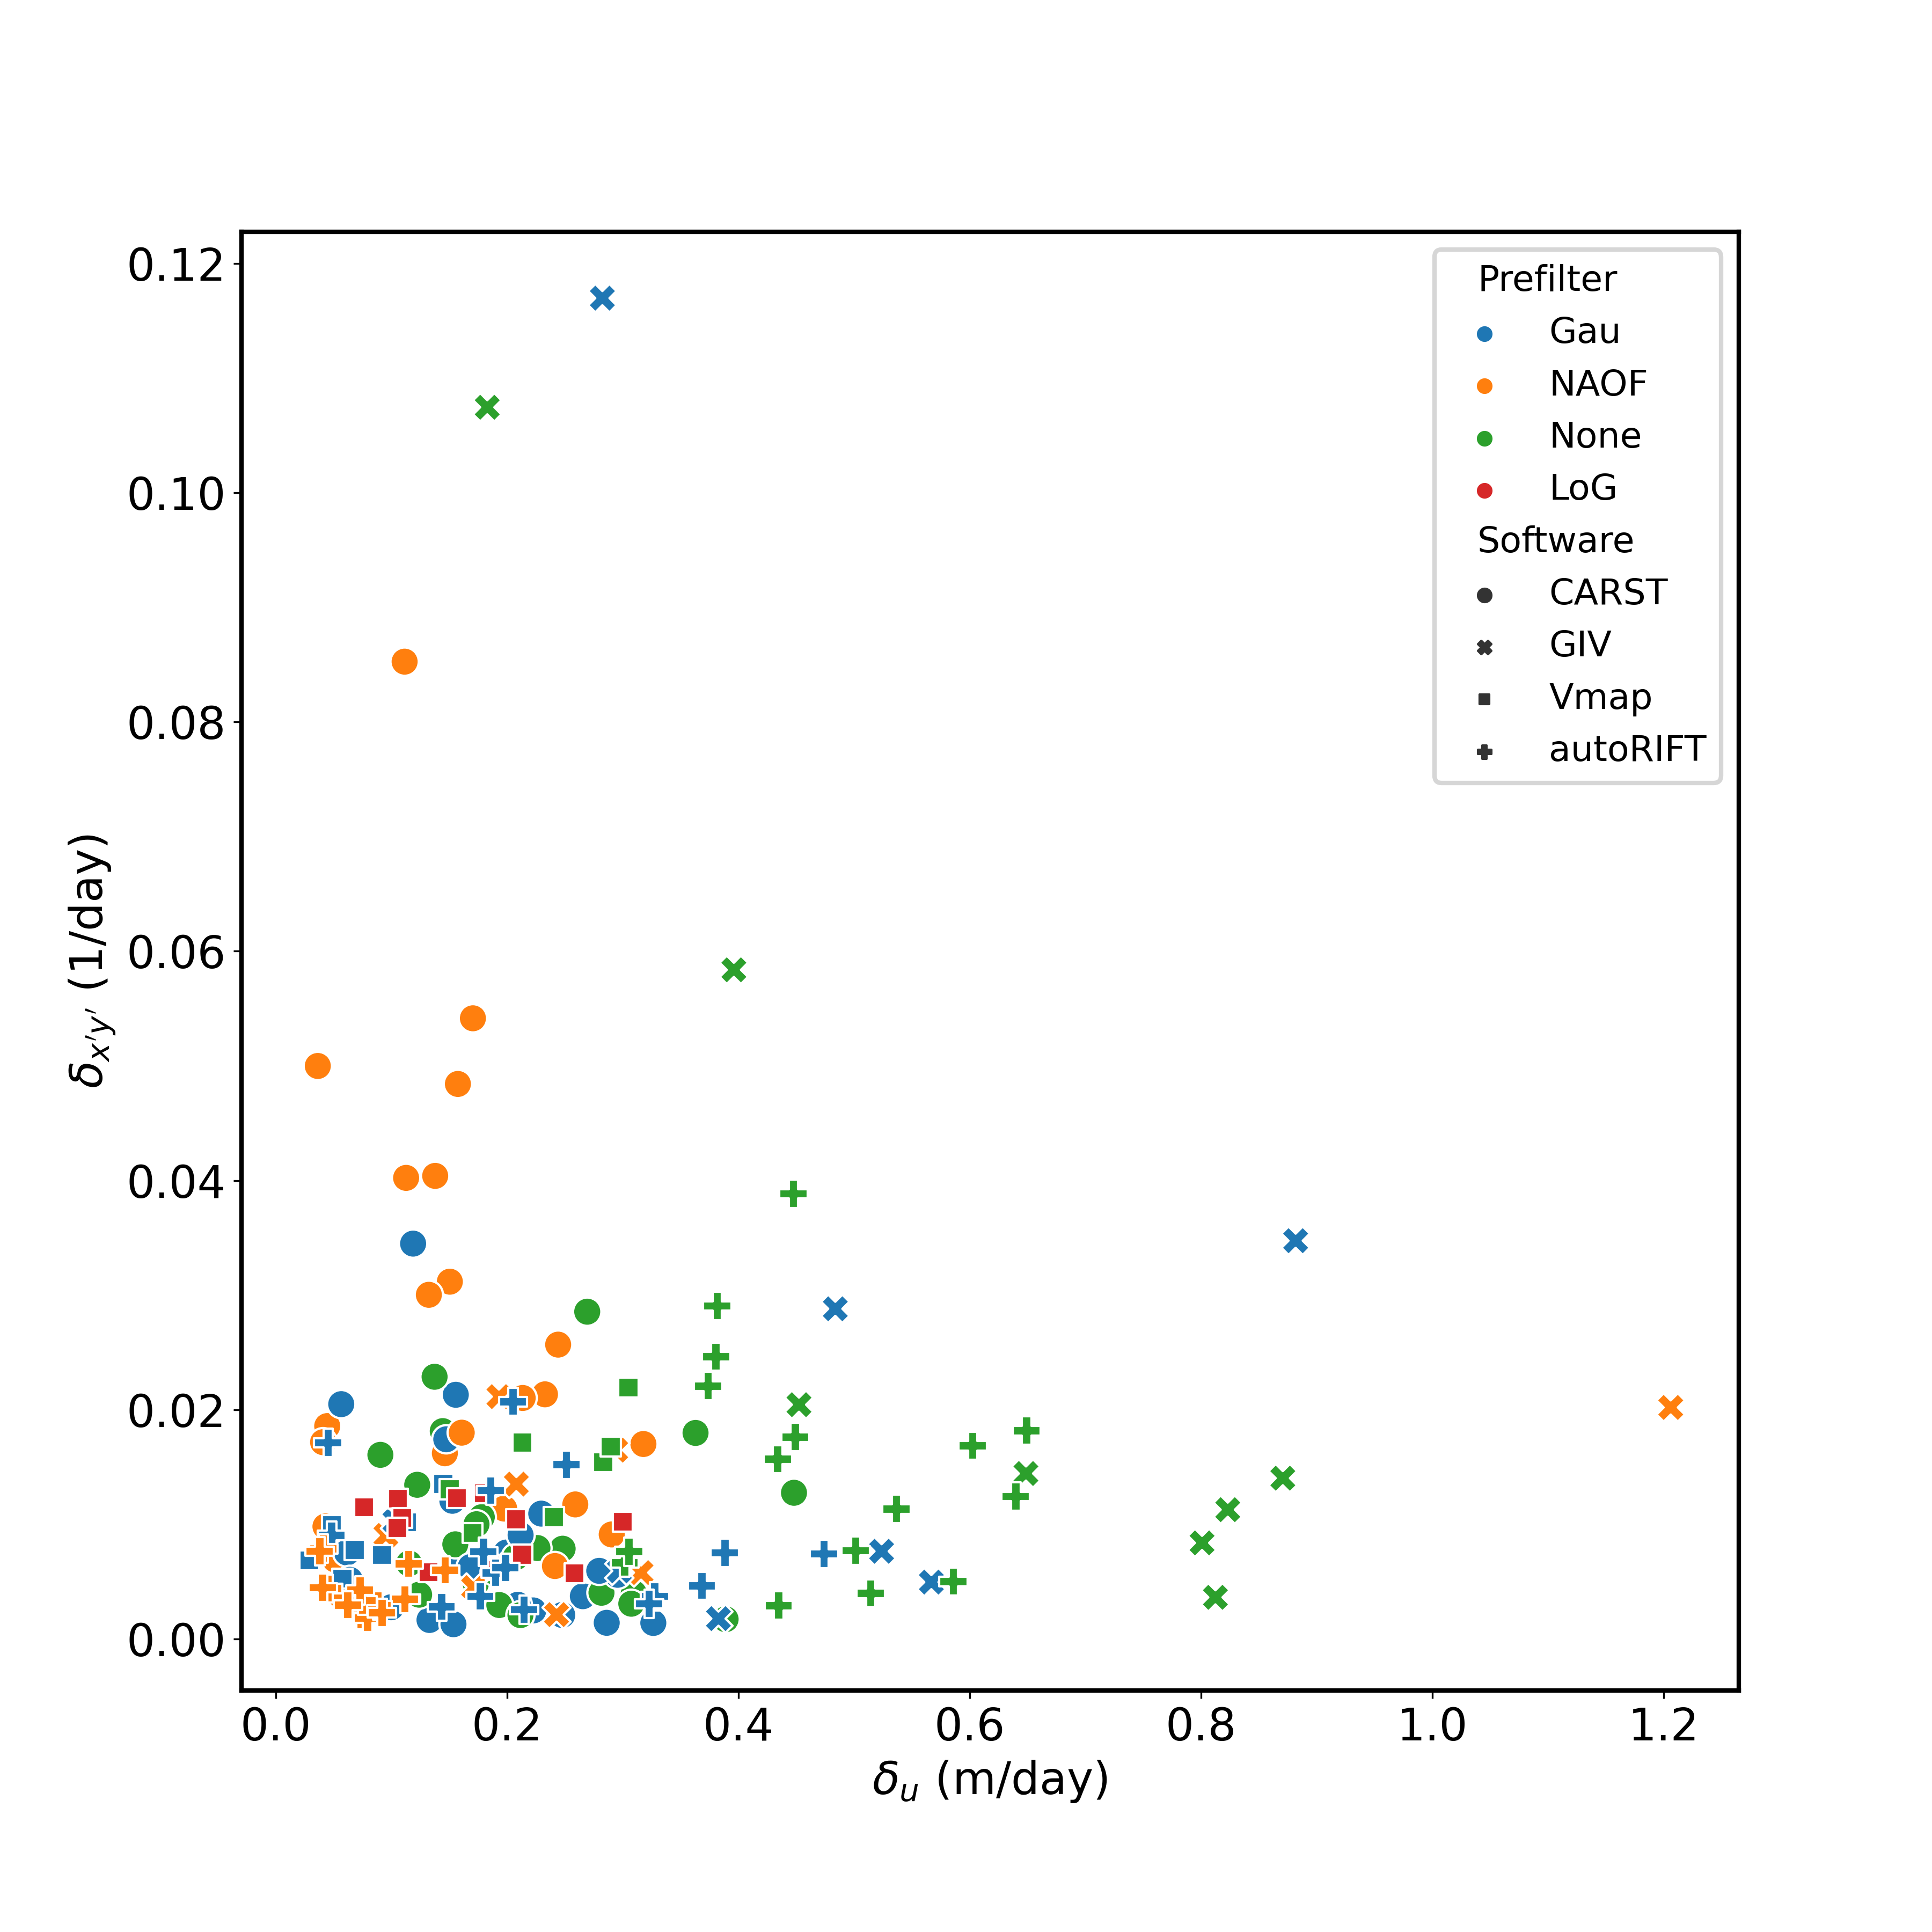 Prefilter
Gau
NAOF
None
LoG
Software
CARST
GIV
Vmap
autoRIFT
0.12
0.10
0.08
0.06
0.04
0.02
0.00
δx′y′ (1/day)
0.0 0.2 0.4 0.6 0.8 1.0 1.2
δu (m/day)